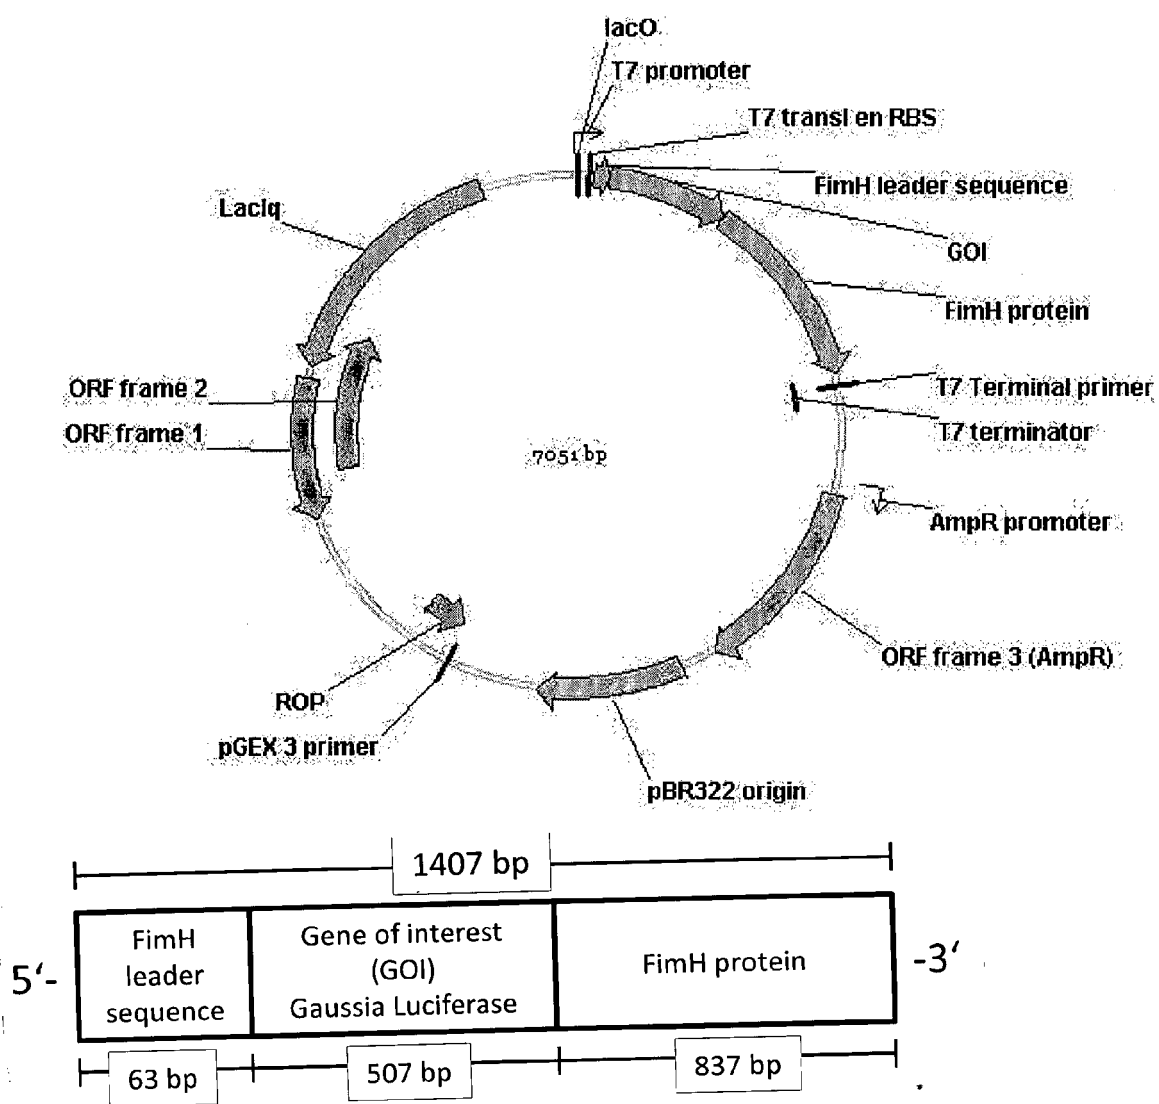 lacO
T7 promoter
T7 transl en RBS
FimH leader sequence
LacIq
GOI
FimH protein
ORF frame 2
T7 Terminal primer
ORF frame 1
T7 terminator
7051 bp
AmpR promoter
ORF frame 3 (AmpR)
ROP
pGEX 3 primer
pBR322 origin
1407 bp
FimH
leader
sequence
Gene of interest
(GOI)
Gaussia Luciferase
FimH protein
5‘-
-3‘
63 bp
507 bp
837 bp